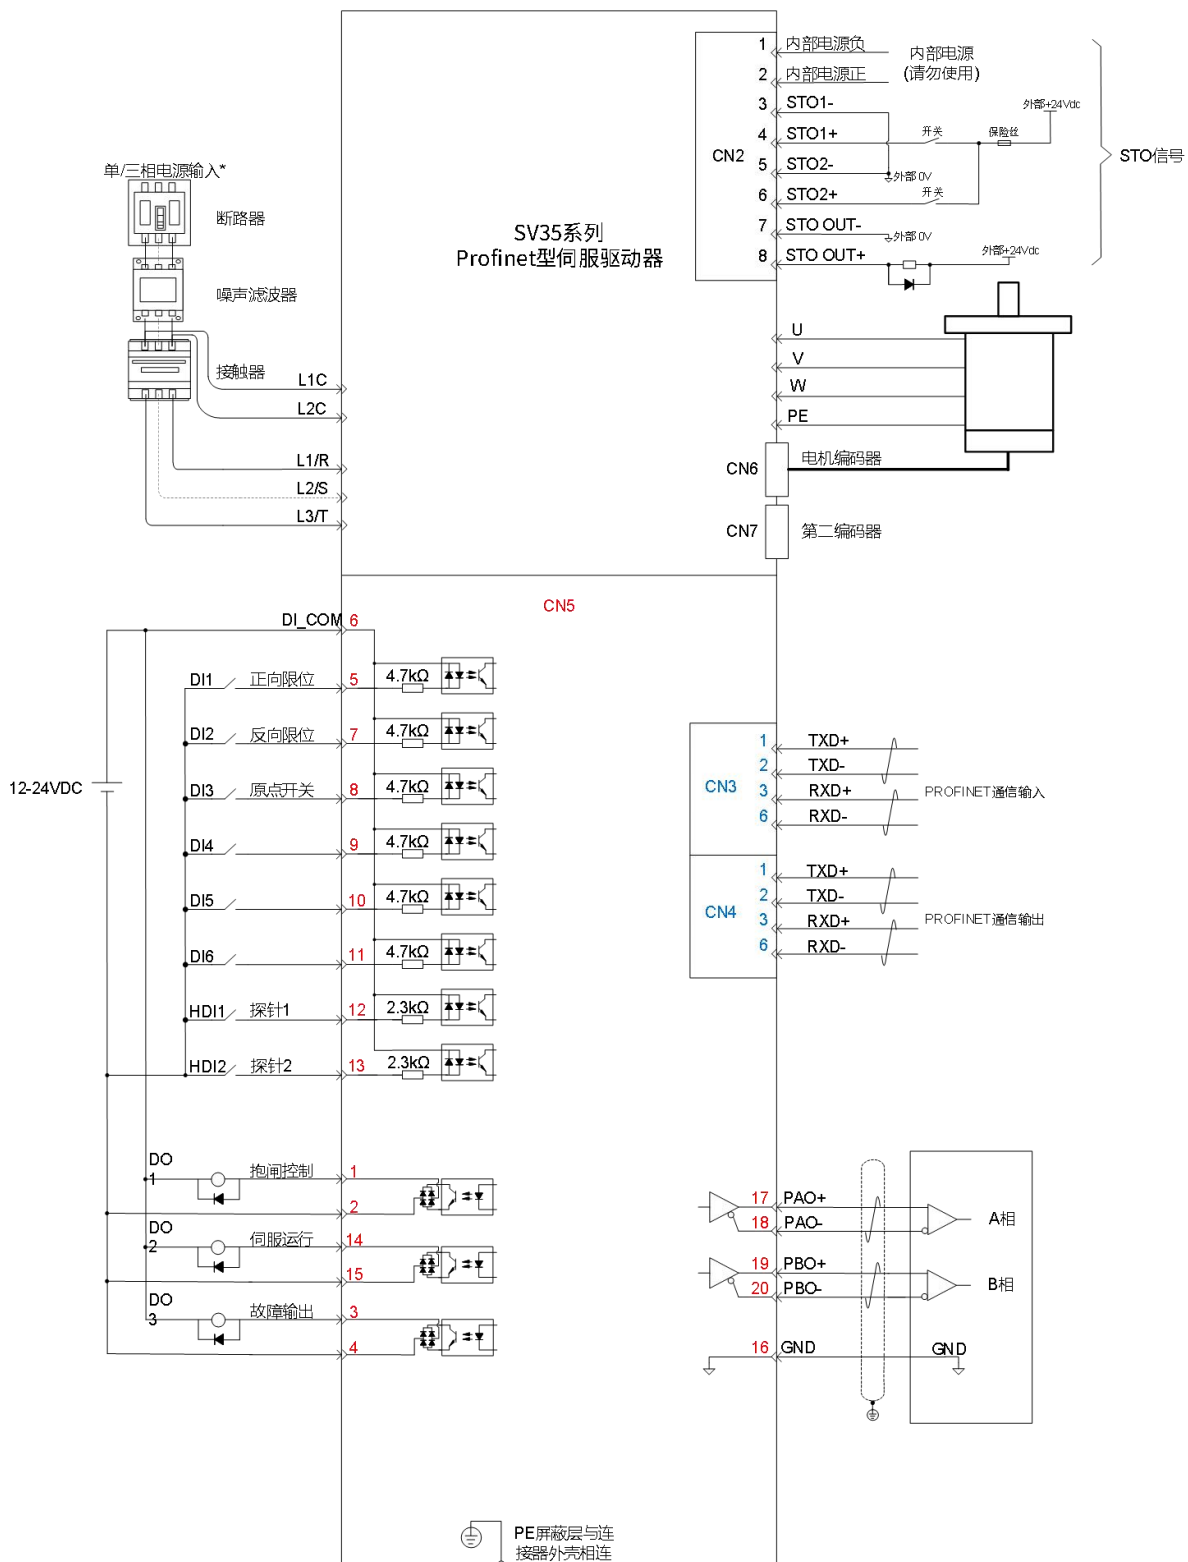 单/三相电源输入*
断路器
噪声滤波器
接触器
L1C
L2C
L1/R
L2/S
L3/T
SV35系列
Profinet型伺服驱动器
CN2
1 内部电源负
2 内部电源正
内部电源
(请勿使用)
3 STO1-
4 STO1+ 开关 保险丝 外部+24Vdc
5 STO2- 外部0V
6 STO2+ 开关
7 STO OUT- 外部0V
8 STO OUT+ 外部+24Vdc
STO信号
U
V
W
PE
CN6 电机编码器
CN7 第二编码器
CN5
12-24VDC
DI_COM 6
DI1 正向限位 5 4.7kΩ
DI2 反向限位 7 4.7kΩ
DI3 原点开关 8 4.7kΩ
DI4 9 4.7kΩ
DI5 10 4.7kΩ
DI6 11 4.7kΩ
HDI1 探针1 12 2.3kΩ
HDI2 探针2 13 2.3kΩ
DO
1 抱闸控制 1
2
DO
2 伺服运行 14
15
DO
3 故障输出 3
4
CN3
1 TXD+
2 TXD-
3 RXD+
6 RXD-
PROFINET通信输入
CN4
1 TXD+
2 TXD-
3 RXD+
6 RXD-
PROFINET通信输出
17 PAO+
18 PAO-
A相
19 PBO+
20 PBO-
B相
16 GND GND
PE屏蔽层与连
接器外壳相连